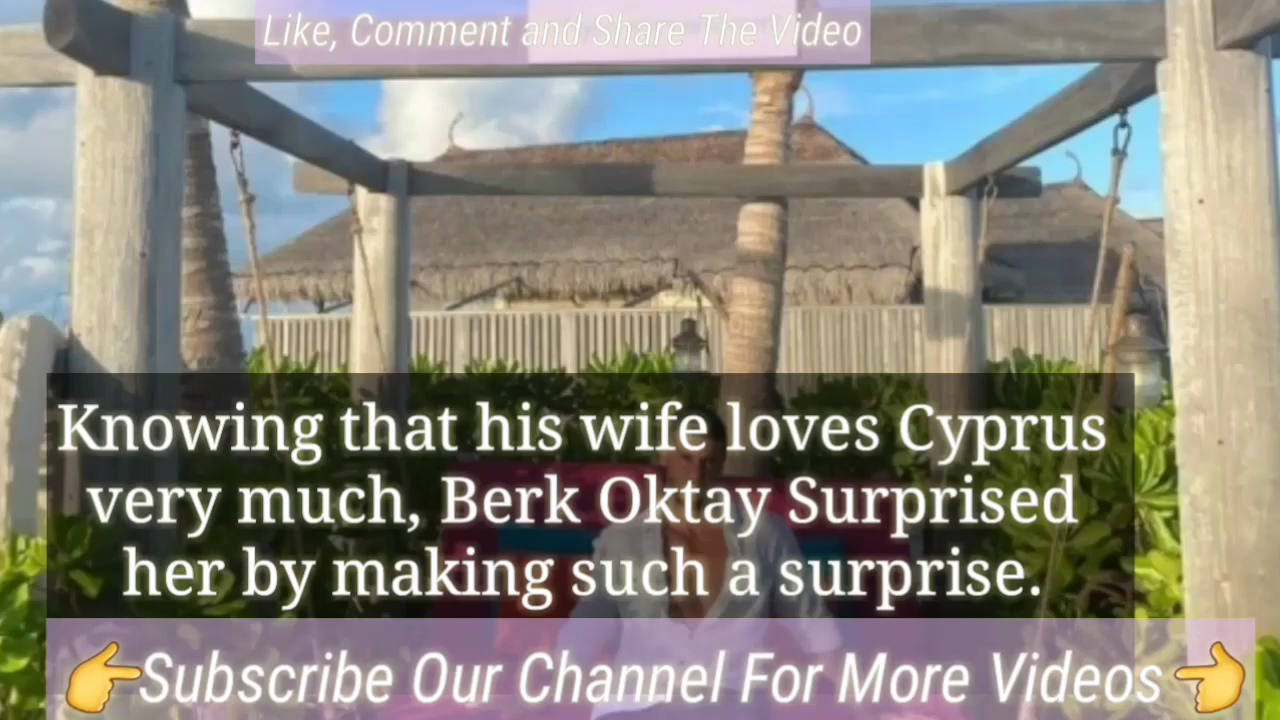 Like, Comment and Share The Video
Knowing that his wife loves Cyprus
very much, Berk Oktay Surprised
her by making such a surprise.
👉Subscribe Our Channel For More Videos👈